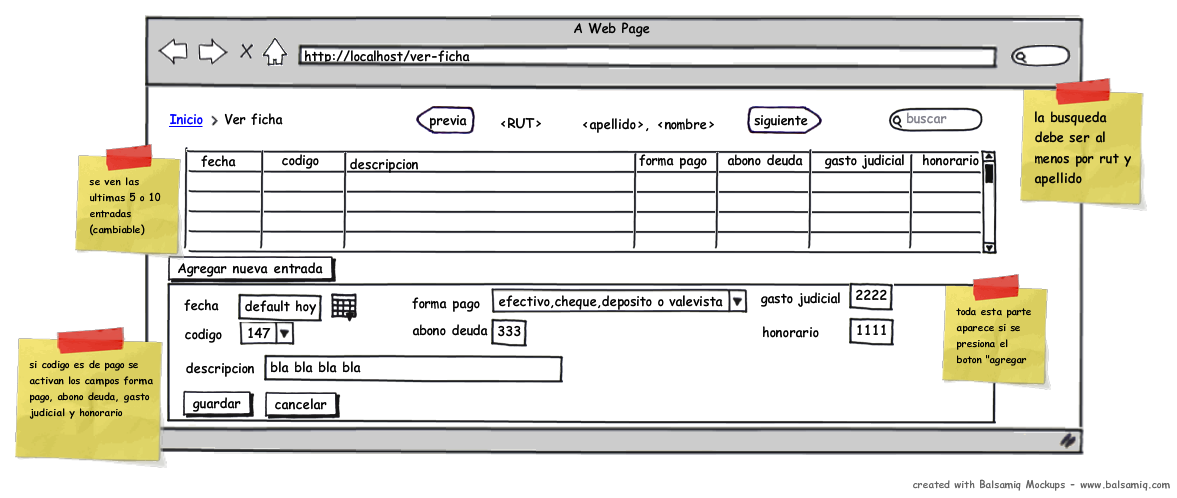 A Web Page
http://localhost/ver-ficha
Inicio > Ver ficha
previa
<RUT>
<apellido>, <nombre>
siguiente
buscar
la busqueda
debe ser al
menos por rut y
apellido
fecha codigo descripcion forma pago abono deuda gasto judicial honorario
se ven las
ultimas 5 o 10
entradas
(cambiable)
Agregar nueva entrada
fecha default hoy
forma pago efectivo,cheque,deposito o valevista
gasto judicial 2222
codigo 147
abono deuda 333
honorario 1111
descripcion bla bla bla bla
guardar
cancelar
toda esta parte
aparece si se
presiona el
boton "agregar
si codigo es de pago se
activan los campos forma
pago, abono deuda, gasto
judicial y honorario
created with Balsamiq Mockups - www.balsamiq.com